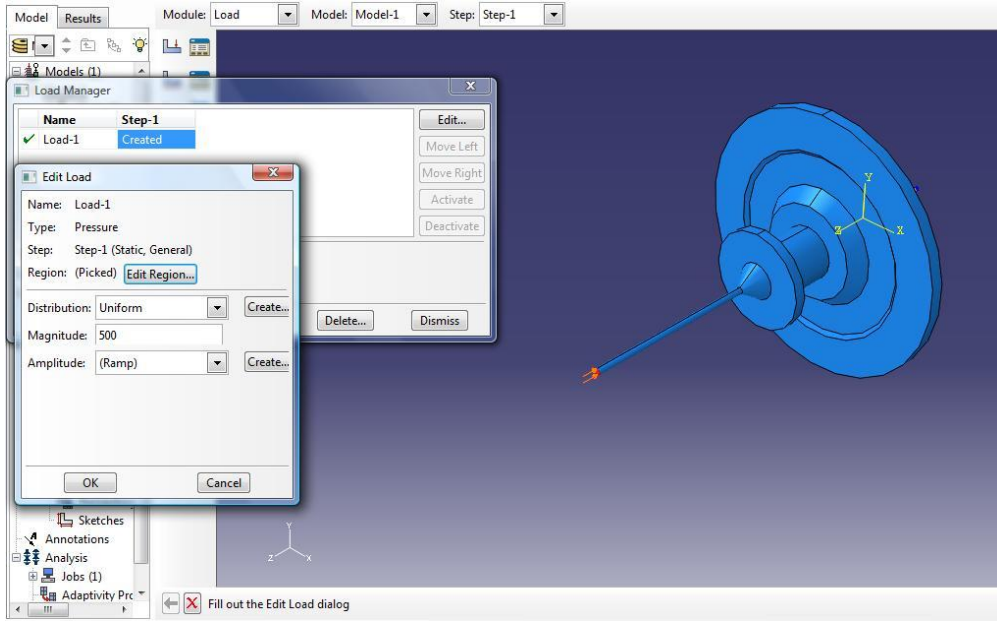 Model Results Module: Load Model: Model-1 Step: Step-1
Models (1)
Load Manager
Name Step-1
Load-1 Created
Edit...
Move Left
Move Right
Activate
Deactivate
Delete... Dismiss
Edit Load
Name: Load-1
Type: Pressure
Step: Step-1 (Static, General)
Region: (Picked) Edit Region...
Distribution: Uniform Create...
Magnitude: 500
Amplitude: (Ramp) Create...
OK Cancel
Sketches
Annotations
Analysis
Jobs (1)
Adaptivity Prc
Y
Z X
Y
Z X
Fill out the Edit Load dialog